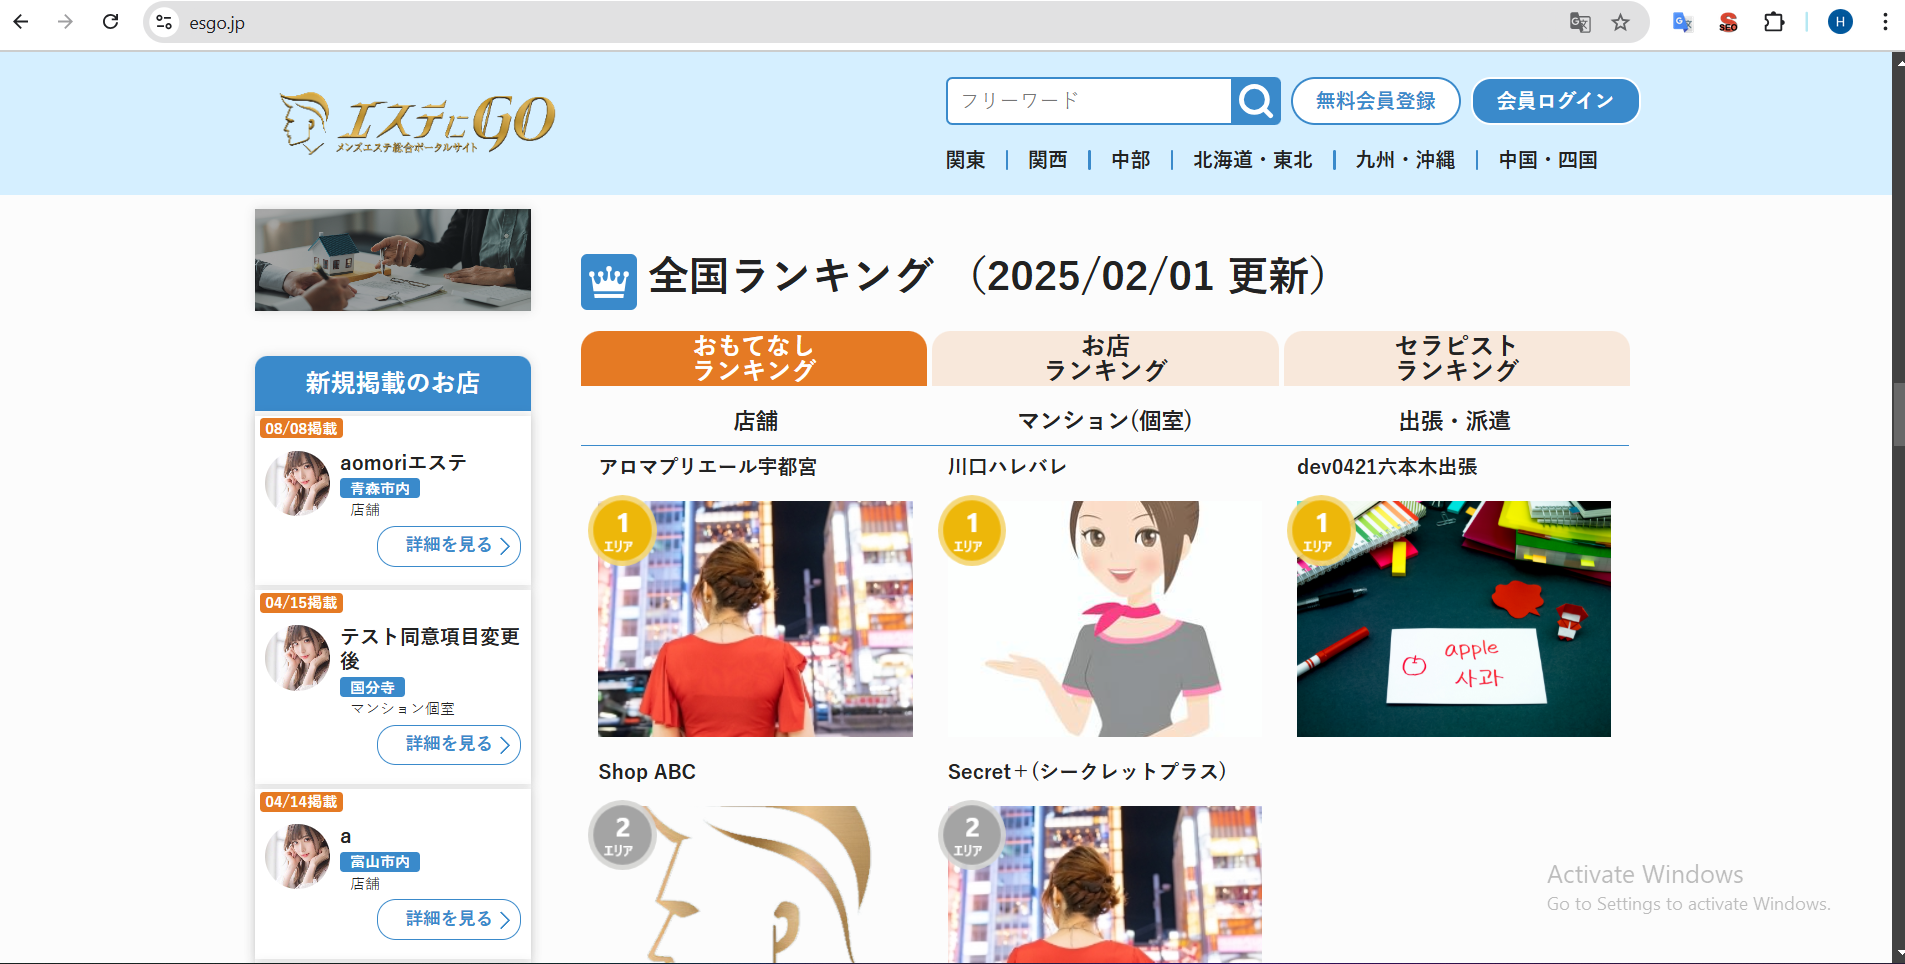 esgo.jp
SEO
H
エステにGO
メンズエステ総合ポータルサイト
フリーワード
無料会員登録
会員ログイン
関東
関西
中部
北海道・東北
九州・沖縄
中国・四国
新規掲載のお店
08/08掲載
aomoriエステ
青森市内
店舗
詳細を見る
04/15掲載
テスト同意項目変更
後
国分寺
マンション個室
詳細を見る
04/14掲載
a
富山市内
店舗
詳細を見る
全国ランキング （2025/02/01 更新）
おもてなし
ランキング
お店
ランキング
セラピスト
ランキング
店舗
マンション(個室)
出張・派遣
アロマプリエール宇都宮
1
エリア
川口ハレバレ
1
エリア
dev0421六本木出張
1
エリア
apple
사과
Shop ABC
2
エリア
Secret＋(シークレットプラス)
2
エリア
Activate Windows
Go to Settings to activate Windows.